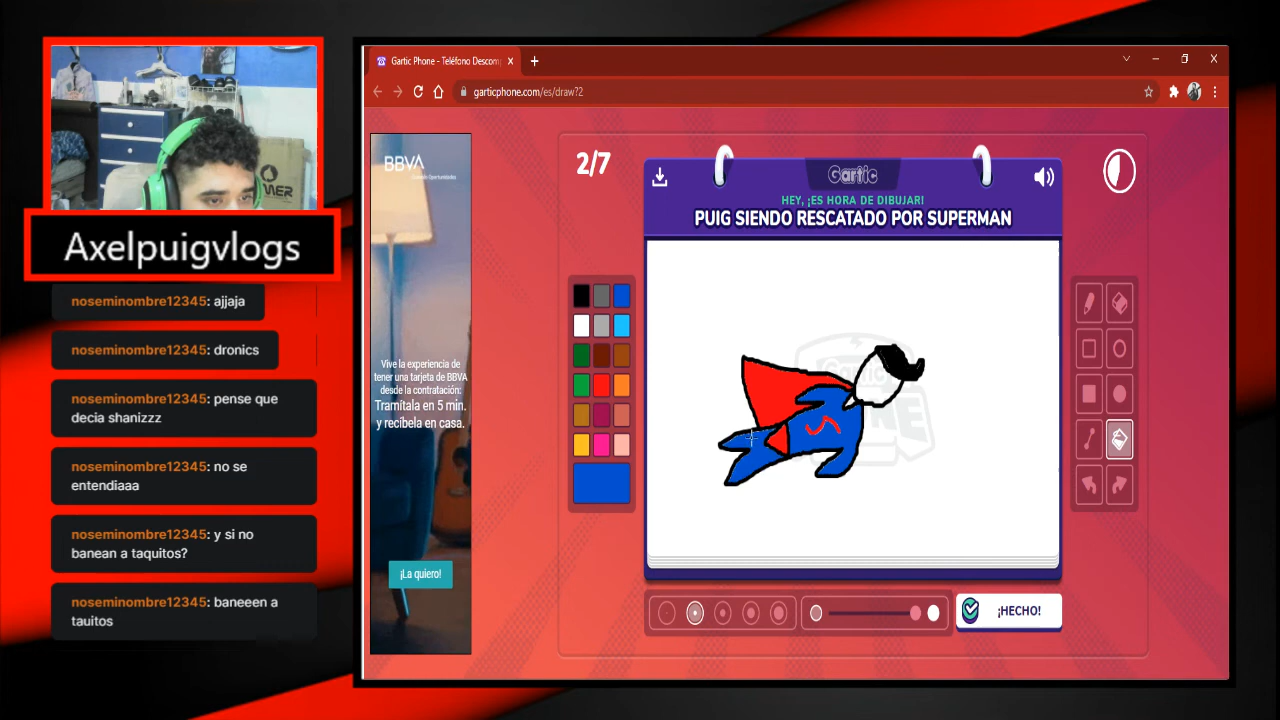 Axelpuigvlogs
noseminombre12345: ajjaja
noseminombre12345: dronics
noseminombre12345: pense que
decia shanizzz
noseminombre12345: no se
entendiaaa
noseminombre12345: y si no
banean a taquitos?
noseminombre12345: baneeen a
tauitos
Gartic Phone - Teléfono Descom
garticphone.com/es/draw?2
BBVA
Vive la experiencia de
tener una tarjeta de BBVA
desde la contratación:
Tramítala en 5 min.
y recíbela en casa.
¡La quiero!
2/7
Gartic
HEY, ¡ES HORA DE DIBUJAR!
PUIG SIENDO RESCATADO POR SUPERMAN
¡HECHO!